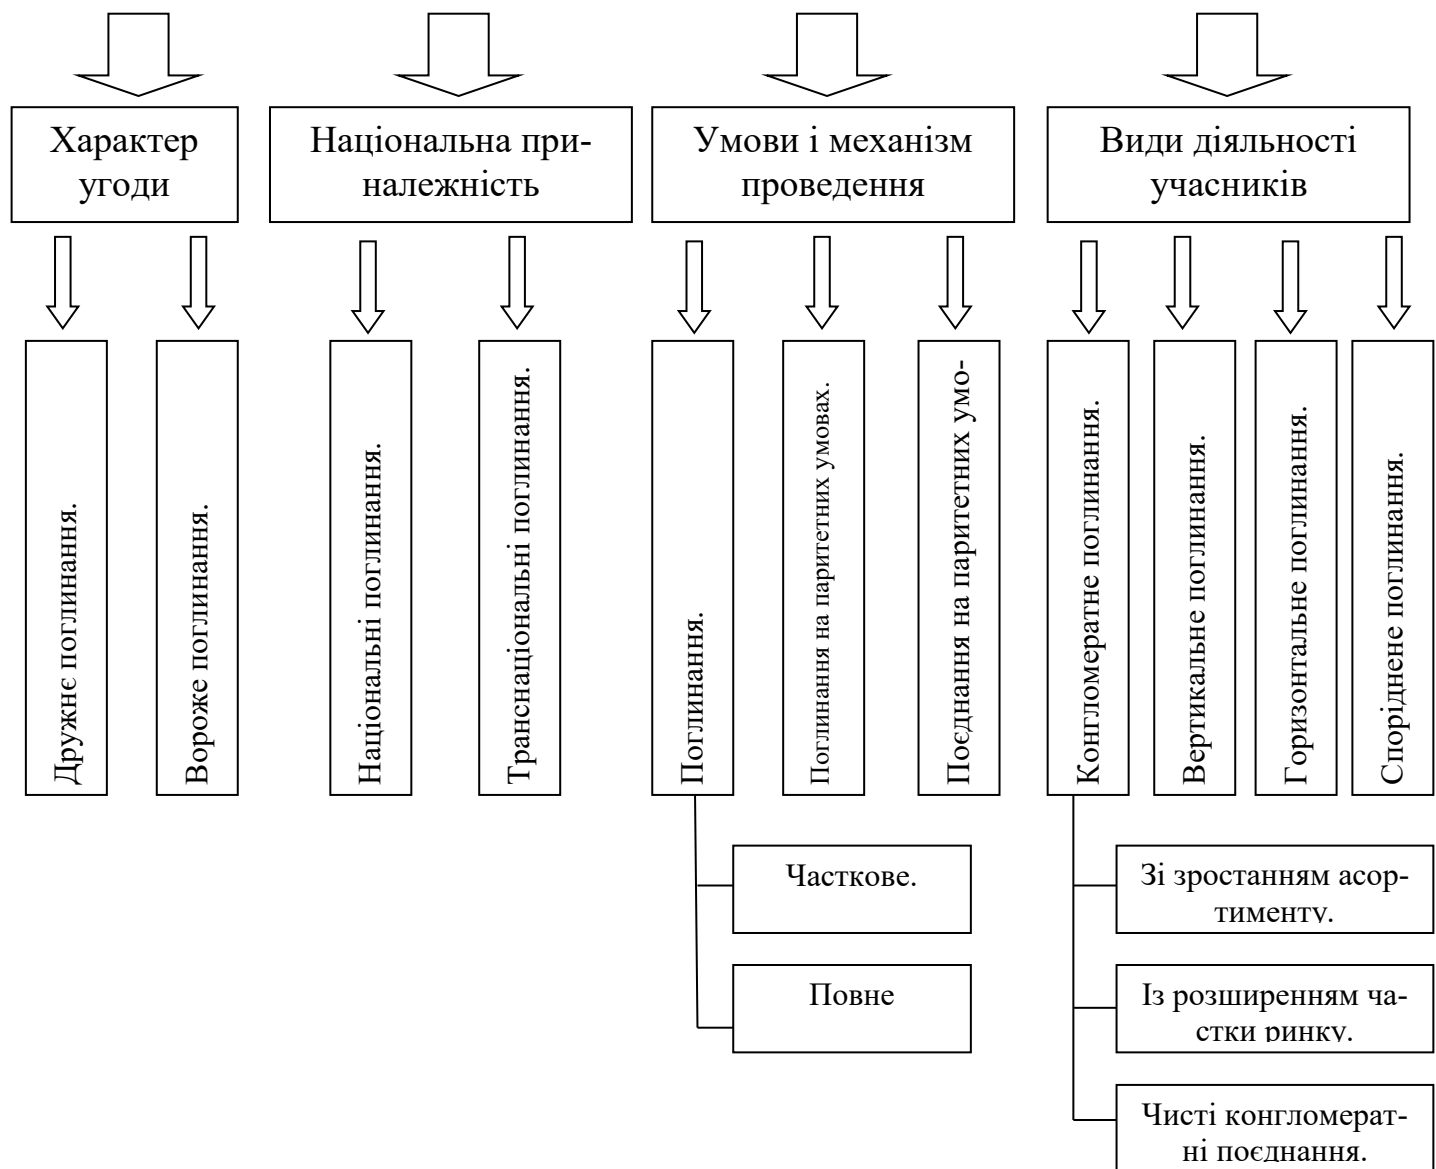 Характер
угоди
Національна при-
належність
Умови і механізм
проведення
Види діяльності
учасників
Дружнє поглинання.
Вороже поглинання.
Національні поглинання.
Транснаціональні поглинання.
Поглинання.
Поглинання на паритетних умовах.
Поєднання на паритетних умо-
Конгломератне поглинання.
Вертикальне поглинання.
Горизонтальне поглинання.
Споріднене поглинання.
Часткове.
Повне
Зі зростанням асор-
тименту.
Із розширенням ча-
стки ринку.
Чисті конгломерат-
ні поєднання.